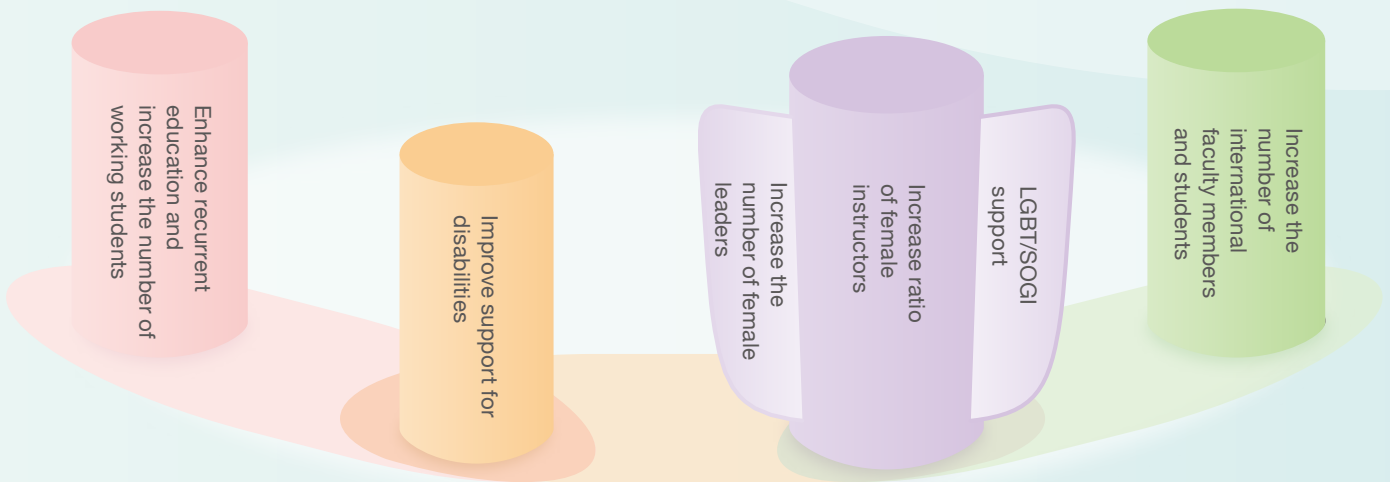 Enhance recurrent
education and
increase the number of
working students
Improve support for
disabilities
Increase the
number of female
leaders
Increase ratio
of female
instructors
LGBT/SOGI
support
Increase the
number of
international
faculty members
and students